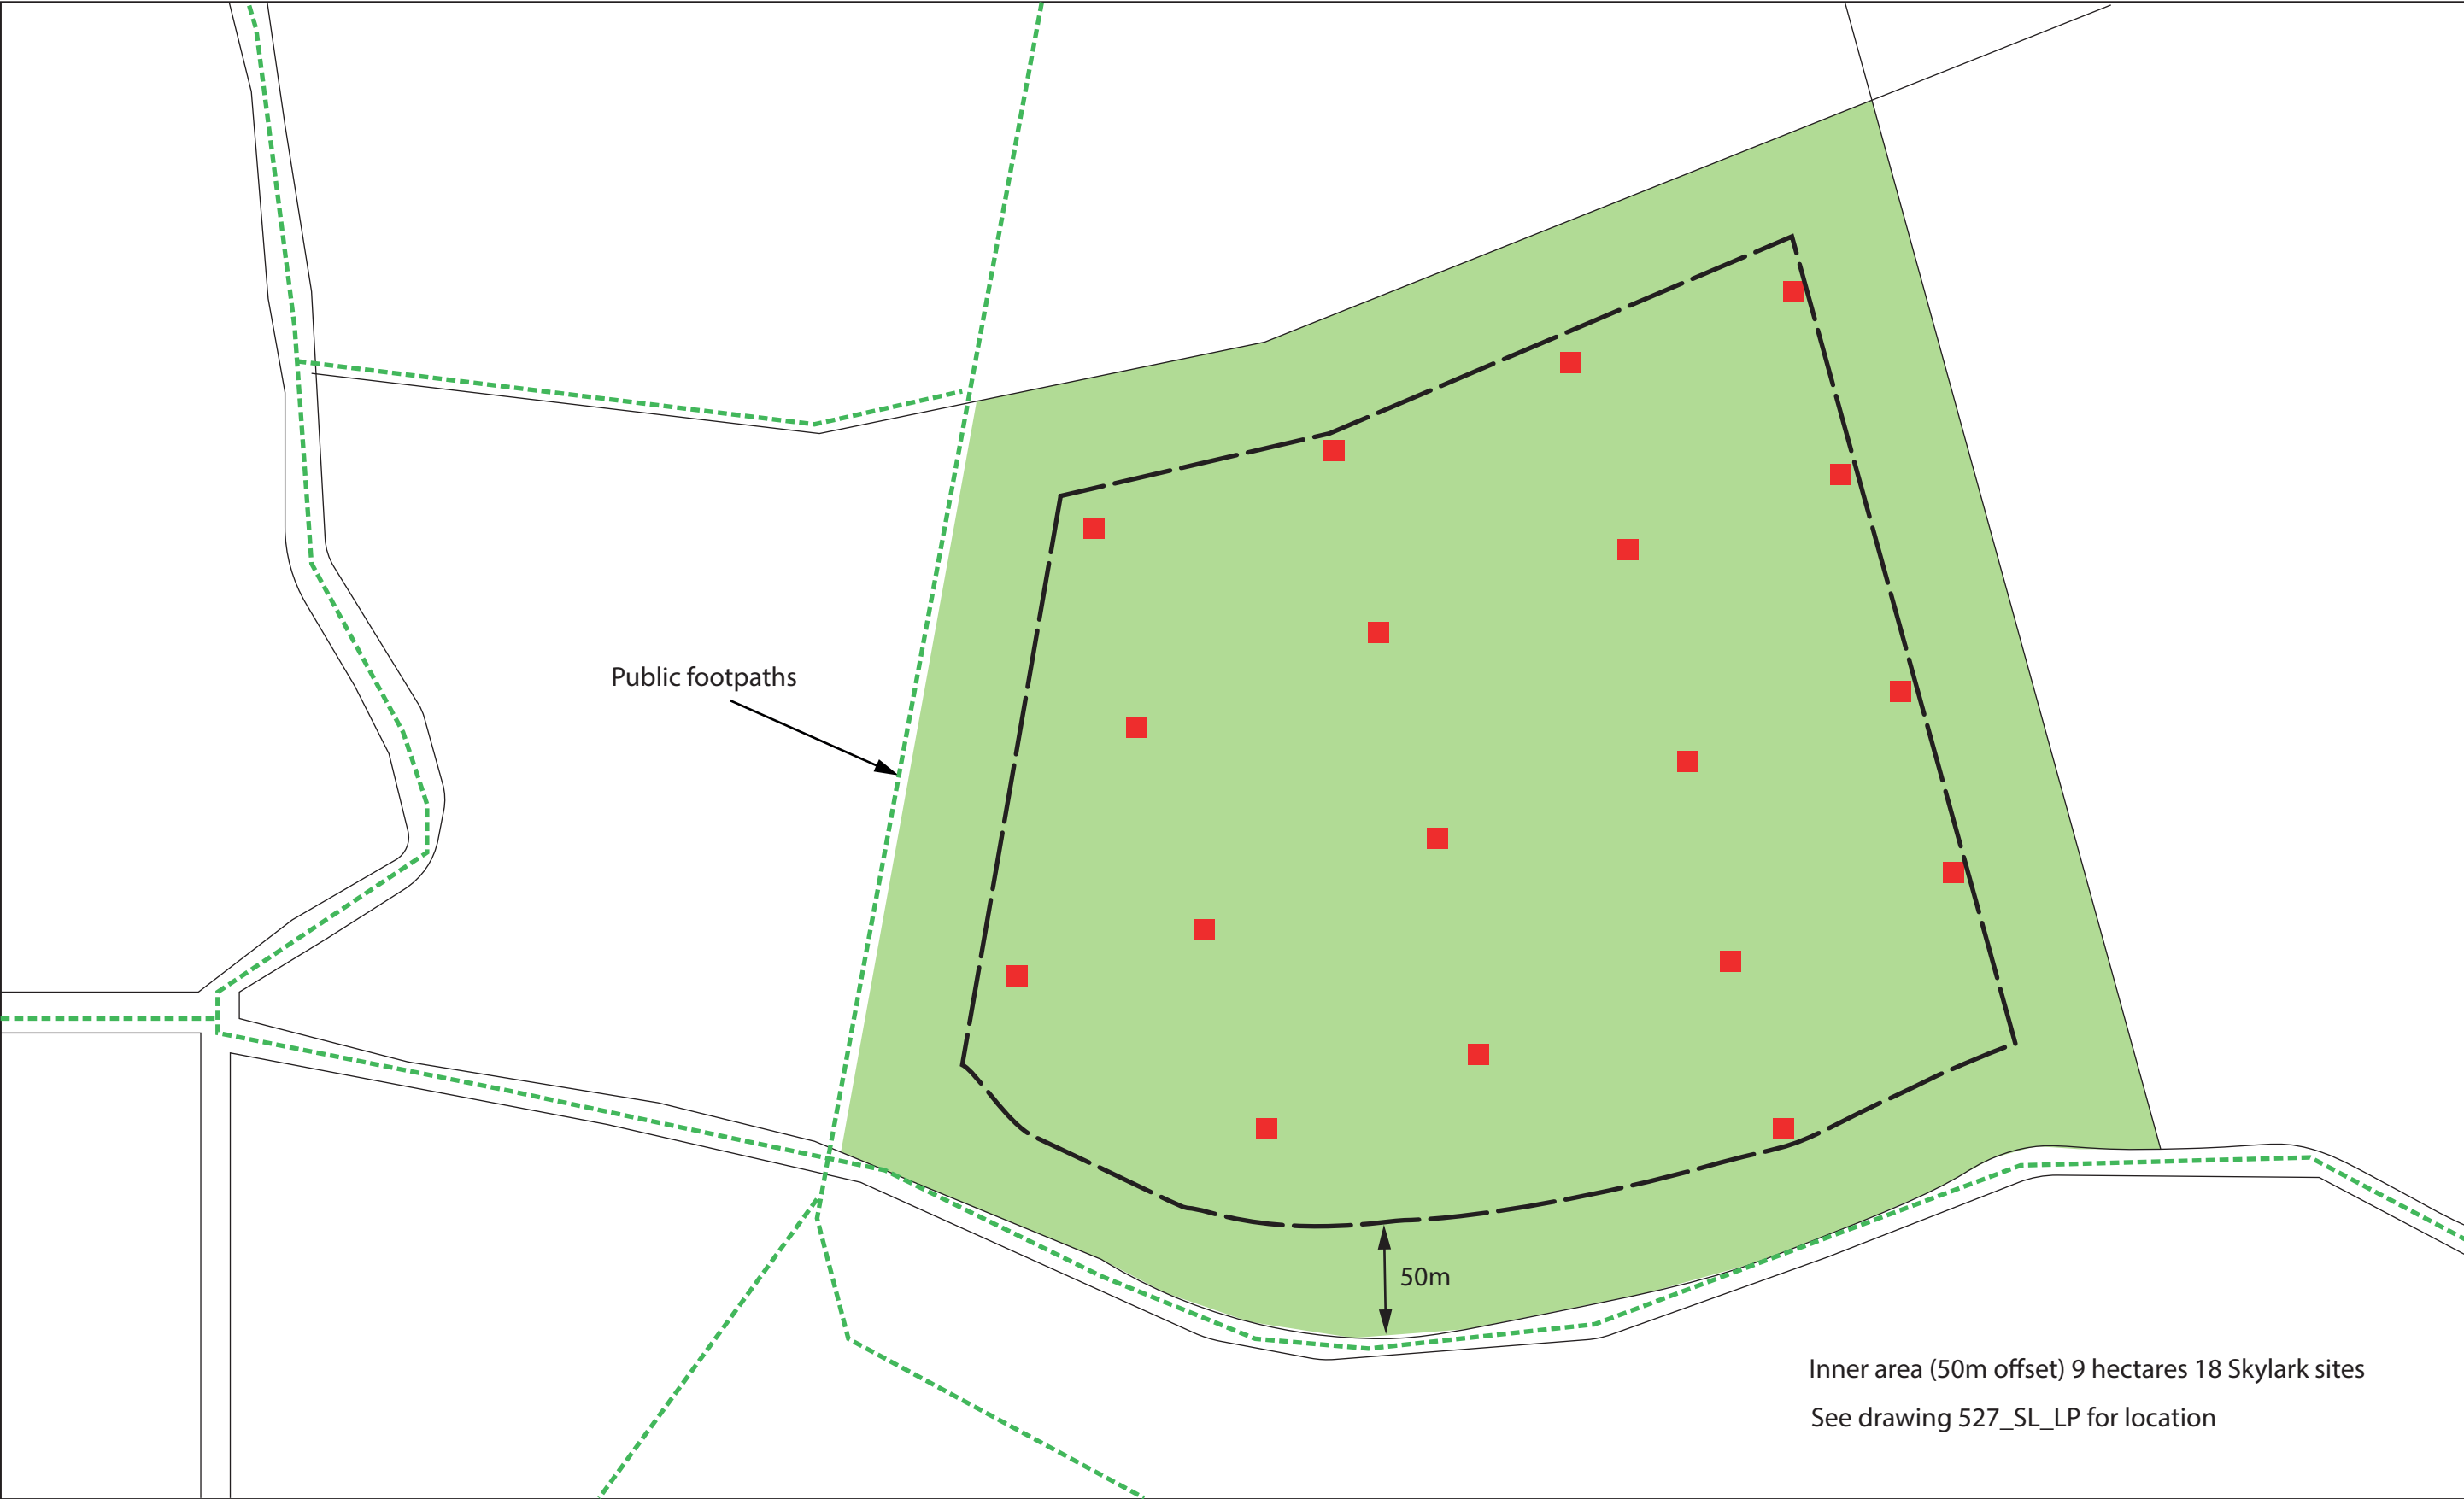 Public footpaths
50m
Inner area (50m offset) 9 hectares 18 Skylark sites
See drawing 527_SL_LP for location